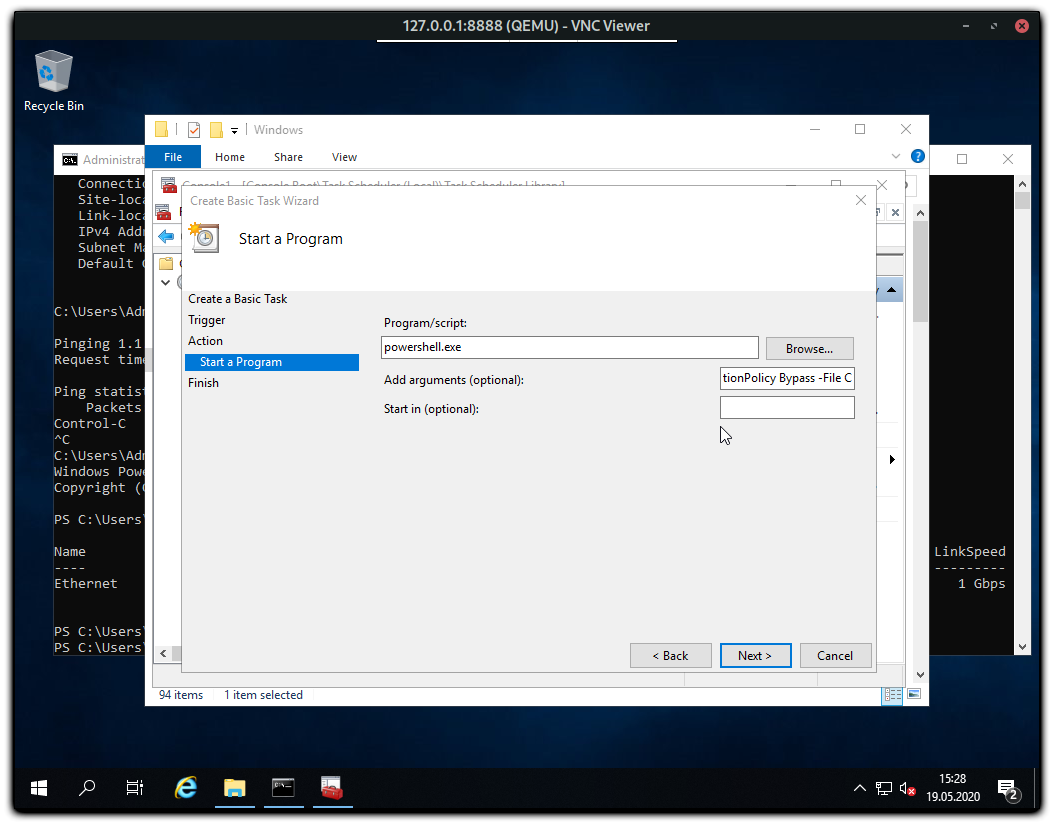 127.0.0.1:8888 (QEMU) - VNC Viewer
Recycle Bin
Windows
File Home Share View
Administrat
Console1 - [Console Root\Task Scheduler (Local)\Task Scheduler Library]
Create Basic Task Wizard
Start a Program
Create a Basic Task
Trigger
Action
Start a Program
Finish
Program/script:
powershell.exe
Browse...
Add arguments (optional):
tionPolicy Bypass -File C
Start in (optional):
< Back
Next >
Cancel
94 items 1 item selected
Connectio
Site-loca
Link-loca
IPv4 Addr
Subnet Ma
Default
C:\Users\Adm
Pinging 1.1
Request time
Ping statist
Packets
Control-C
^C
C:\Users\Adm
Windows Powe
Copyright (
PS C:\Users\
Name LinkSpeed
---- ---------
Ethernet 1 Gbps
PS C:\Users\
PS C:\Users\
15:28
19.05.2020
2